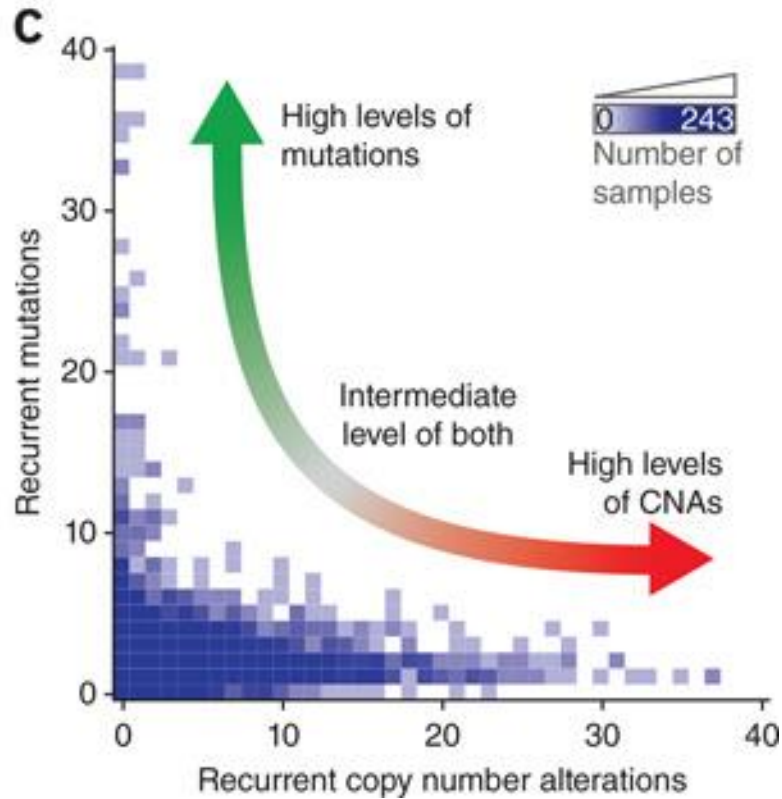 C
40
30
20
10
0
Recurrent mutations
High levels of
mutations
0 243
Number of
samples
Intermediate
level of both
High levels
of CNAs
0 10 20 30 40
Recurrent copy number alterations